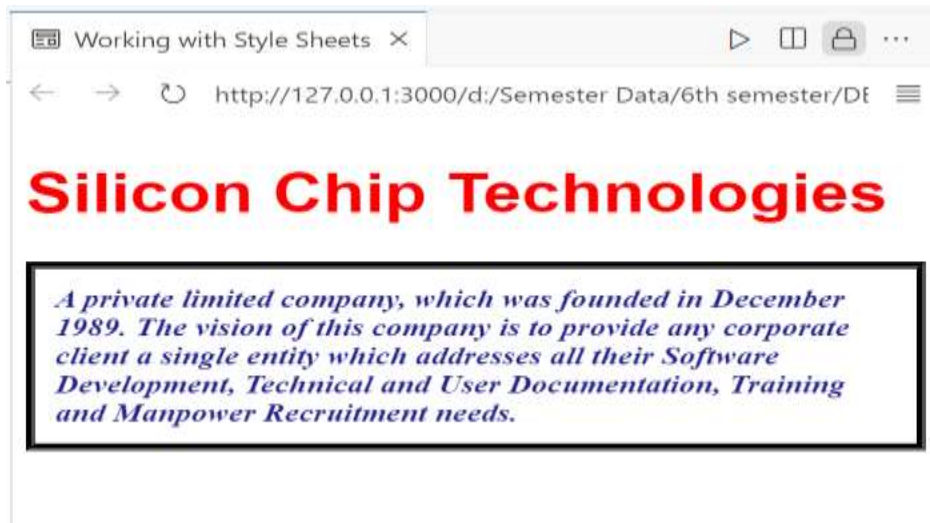 Working with Style Sheets
http://127.0.0.1:3000/d:/Semester Data/6th semester/DE
Silicon Chip Technologies
A private limited company, which was founded in December
1989. The vision of this company is to provide any corporate
client a single entity which addresses all their Software
Development, Technical and User Documentation, Training
and Manpower Recruitment needs.